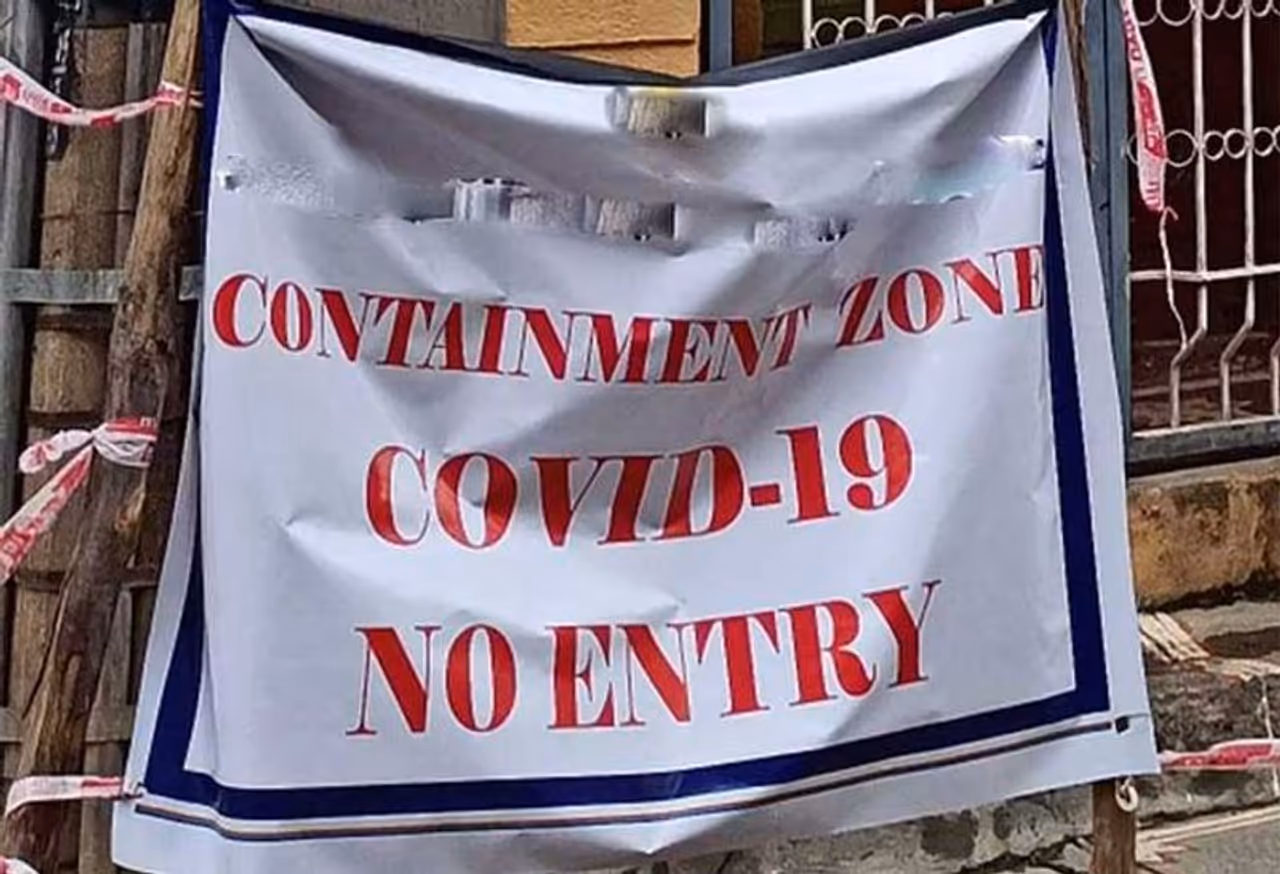 CONTAINMENT ZONE
COVID-19
NO ENTRY